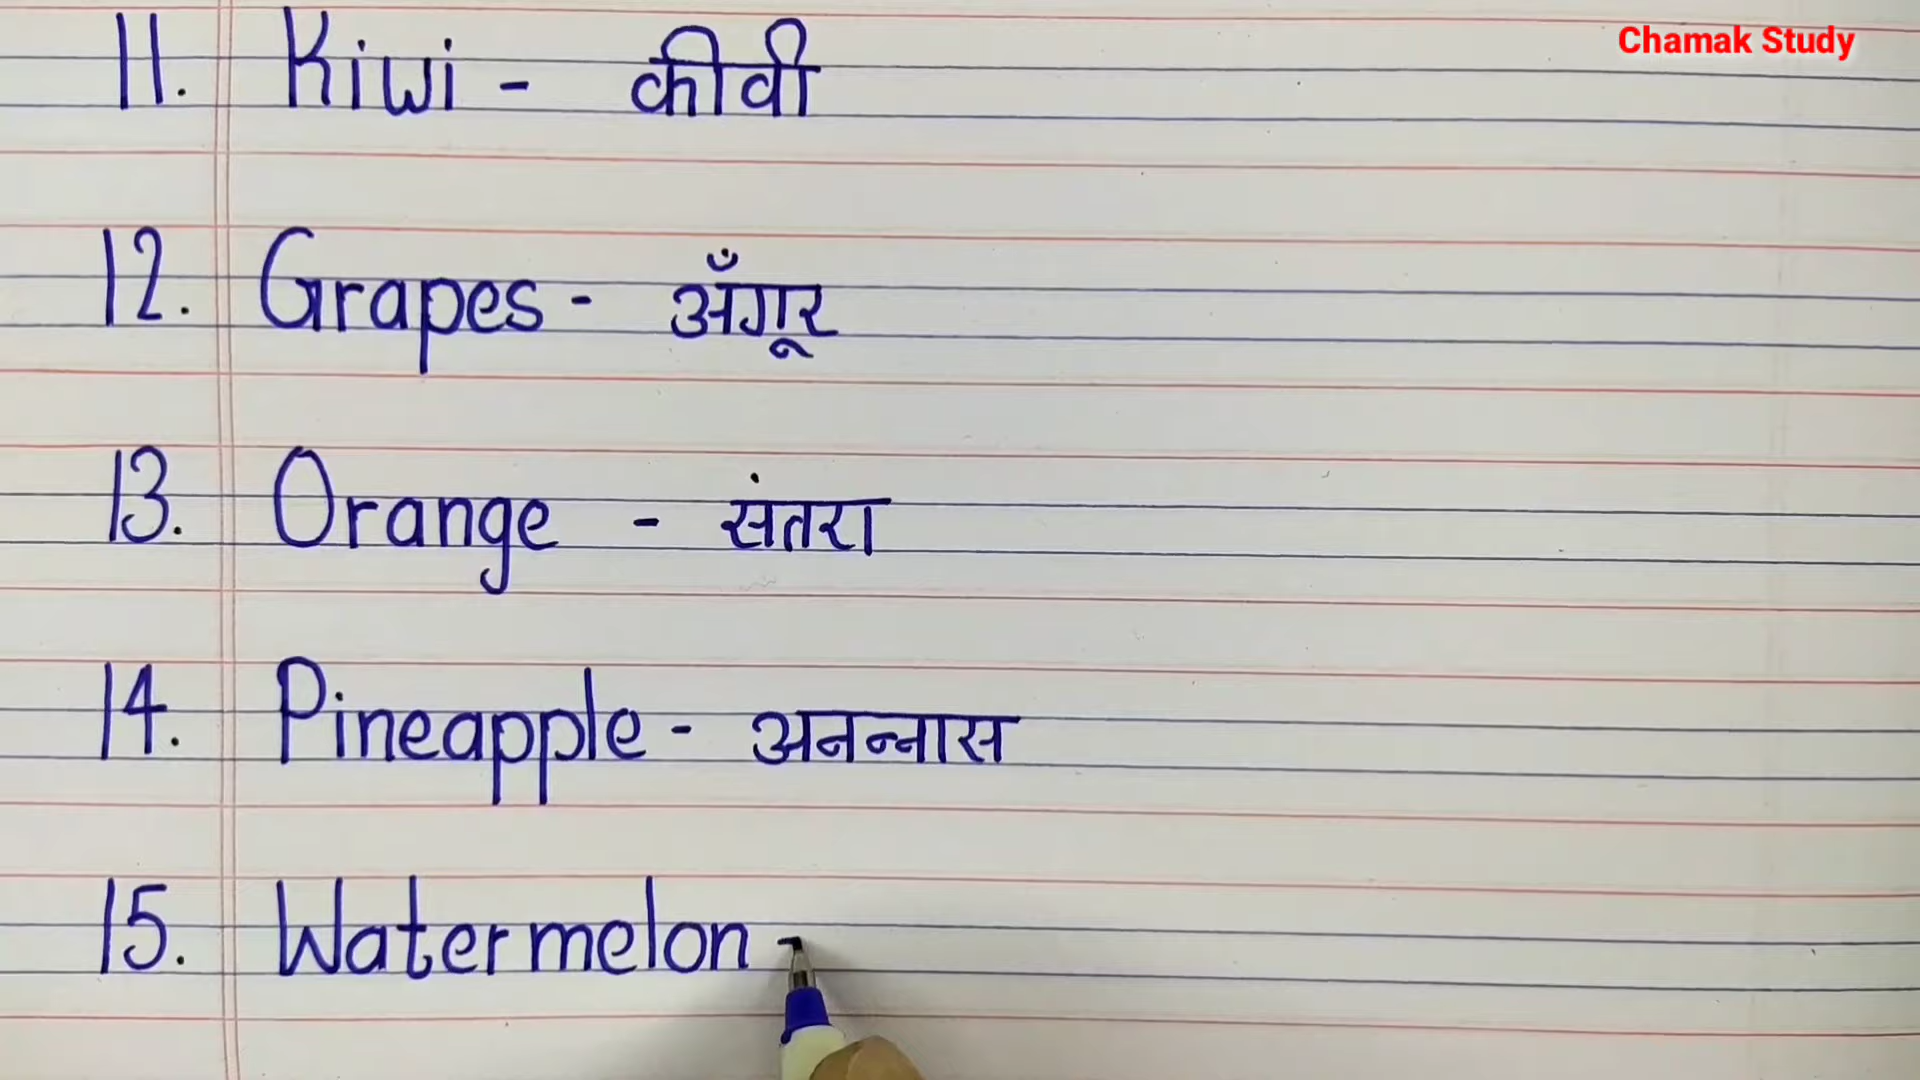 Chamak Study
11. Kiwi - कीवी
12. Grapes - अँगूर
13. Orange - संतरा
14. Pineapple - अनन्नास
15. Watermelon -